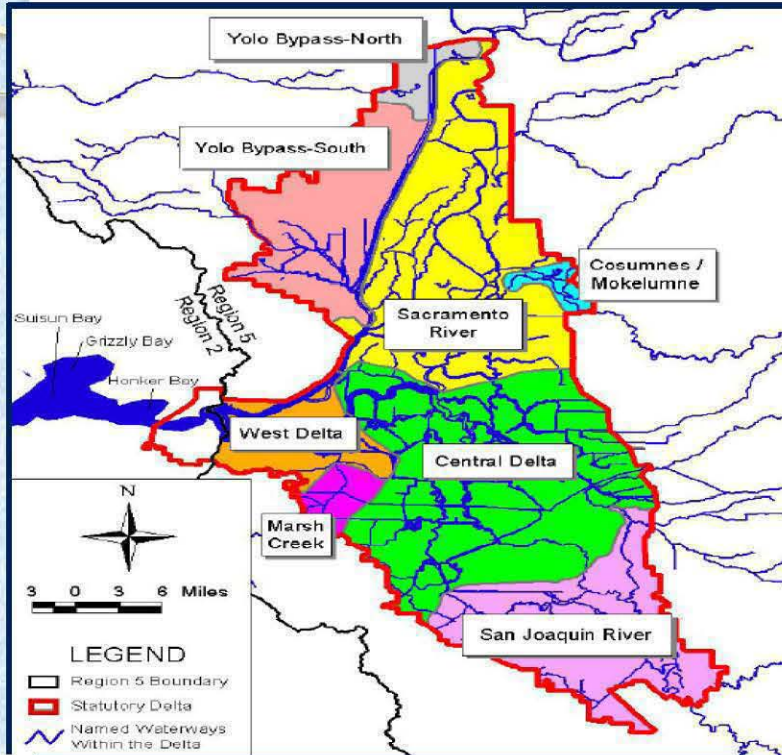 Yolo Bypass-North
Yolo Bypass-South
Cosumnes /
Mokelumne
Sacramento
River
Region 5
Region 2
Suisun Bay
Grizzly Bay
Honker Bay
West Delta
Central Delta
Marsh
Creek
San Joaquin River
N
3 0 3 6 Miles
LEGEND
Region 5 Boundary
Statutory Delta
Named Waterways
Within the Delta